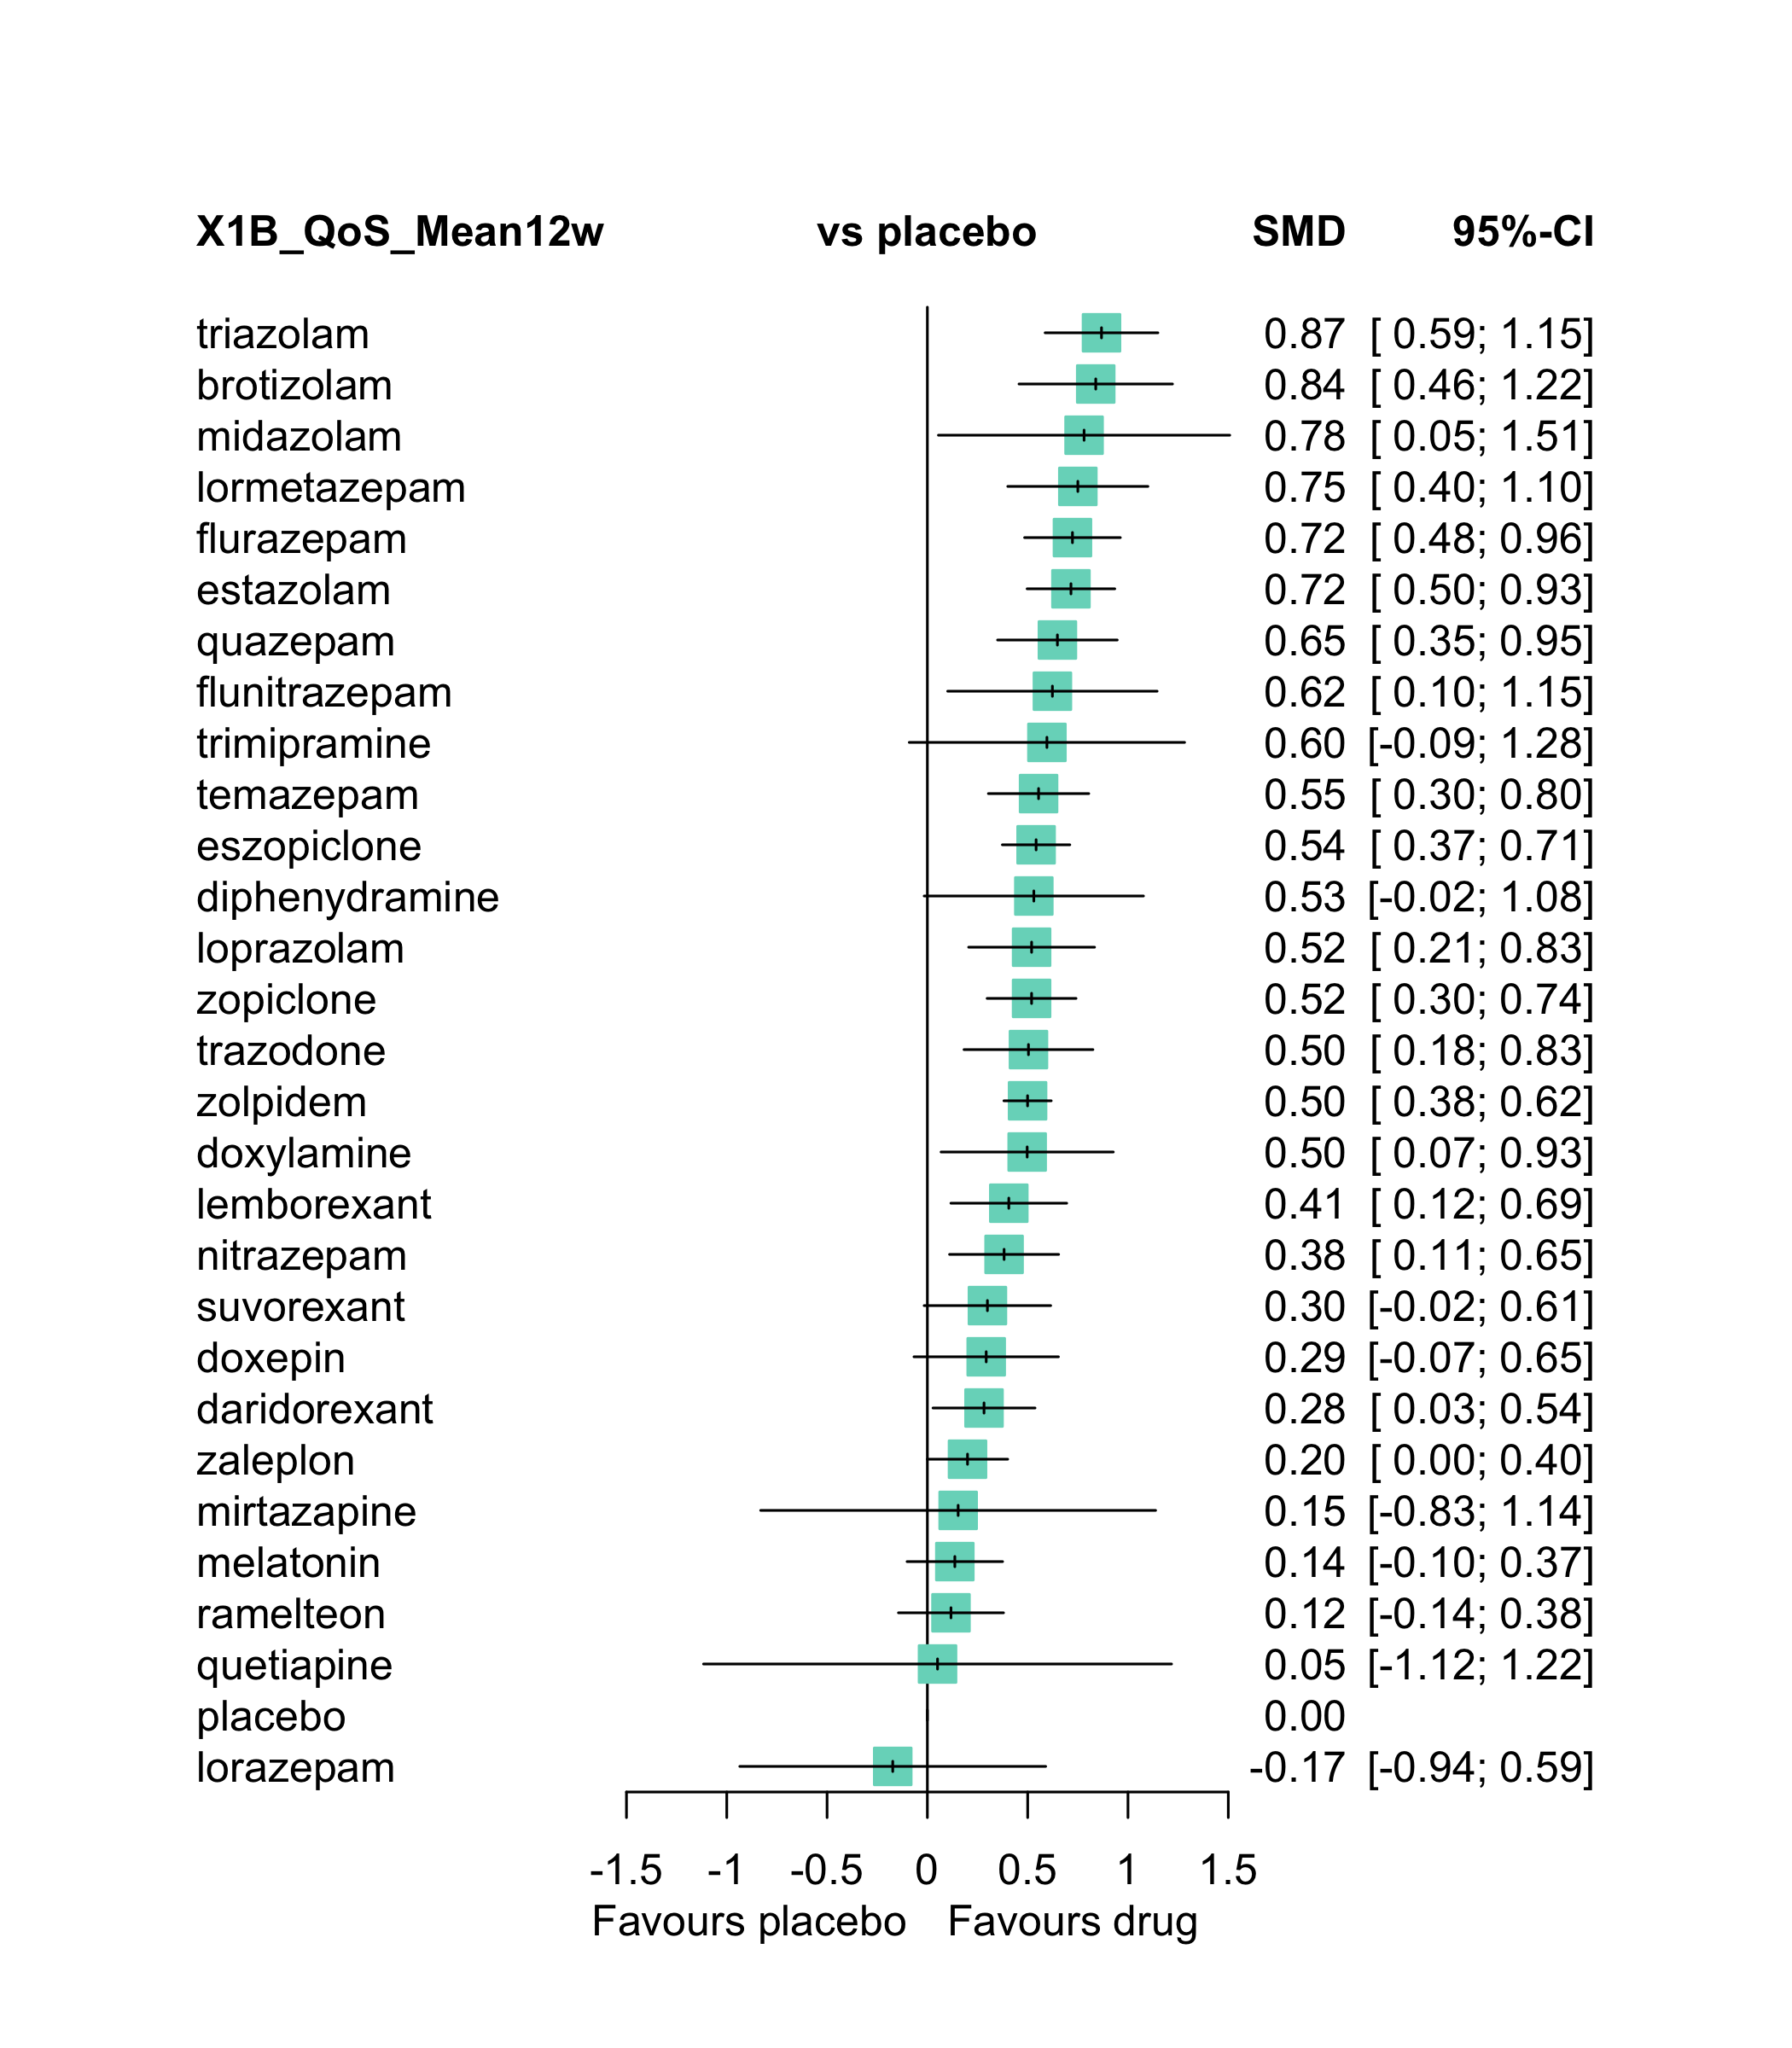 X1B_QoS_Mean12w vs placebo SMD 95%-CI
triazolam 0.87 [ 0.59; 1.15]
brotizolam 0.84 [ 0.46; 1.22]
midazolam 0.78 [ 0.05; 1.51]
lormetazepam 0.75 [ 0.40; 1.10]
flurazepam 0.72 [ 0.48; 0.96]
estazolam 0.72 [ 0.50; 0.93]
quazepam 0.65 [ 0.35; 0.95]
flunitrazepam 0.62 [ 0.10; 1.15]
trimipramine 0.60 [-0.09; 1.28]
temazepam 0.55 [ 0.30; 0.80]
eszopiclone 0.54 [ 0.37; 0.71]
diphenydramine 0.53 [-0.02; 1.08]
loprazolam 0.52 [ 0.21; 0.83]
zopiclone 0.52 [ 0.30; 0.74]
trazodone 0.50 [ 0.18; 0.83]
zolpidem 0.50 [ 0.38; 0.62]
doxylamine 0.50 [ 0.07; 0.93]
lemborexant 0.41 [ 0.12; 0.69]
nitrazepam 0.38 [ 0.11; 0.65]
suvorexant 0.30 [-0.02; 0.61]
doxepin 0.29 [-0.07; 0.65]
daridorexant 0.28 [ 0.03; 0.54]
zaleplon 0.20 [ 0.00; 0.40]
mirtazapine 0.15 [-0.83; 1.14]
melatonin 0.14 [-0.10; 0.37]
ramelteon 0.12 [-0.14; 0.38]
quetiapine 0.05 [-1.12; 1.22]
placebo 0.00
lorazepam -0.17 [-0.94; 0.59]
-1.5 -1 -0.5 0 0.5 1 1.5
Favours placebo Favours drug